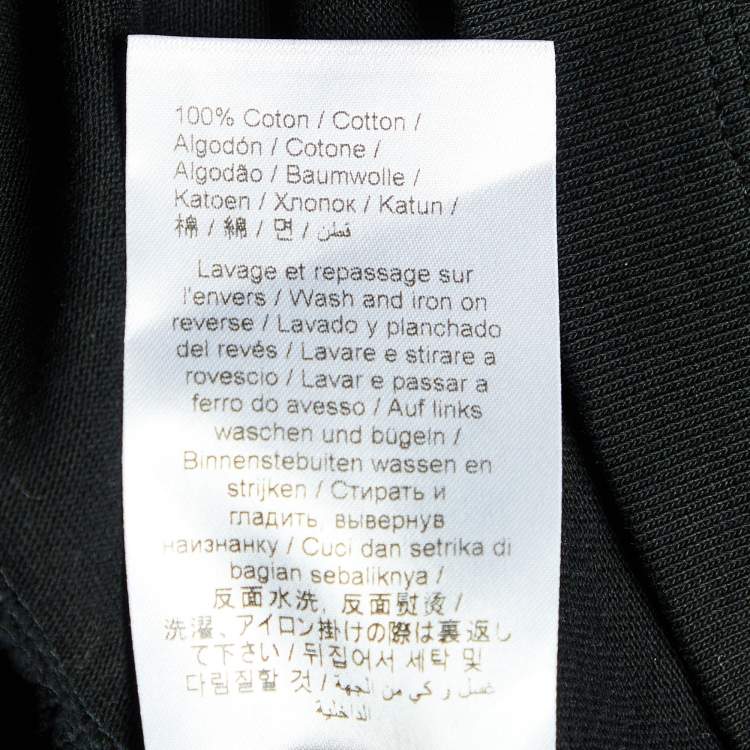 100% Coton / Cotton /
Algodón / Cotone /
Algodão / Baumwolle /
Katoen / Хлопок / Katun /
棉 / 綿 / 면 / قطن
Lavage et repassage sur
l'envers / Wash and iron on
reverse / Lavado y planchado
del revés / Lavare e stirare a
rovescio / Lavar e passar a
ferro do avesso / Auf links
waschen und bügeln /
Binnenstebuiten wassen en
strijken / Стирать и
гладить, вывернув
наизнанку / Cuci dan setrika di
bagian sebaliknya /
反面水洗, 反面熨烫 /
洗濯、アイロン掛けの際は裏返し
て下さい / 뒤집어서 세탁 및
다림질할 것 / غسل و كي من الجهة
الداخلية